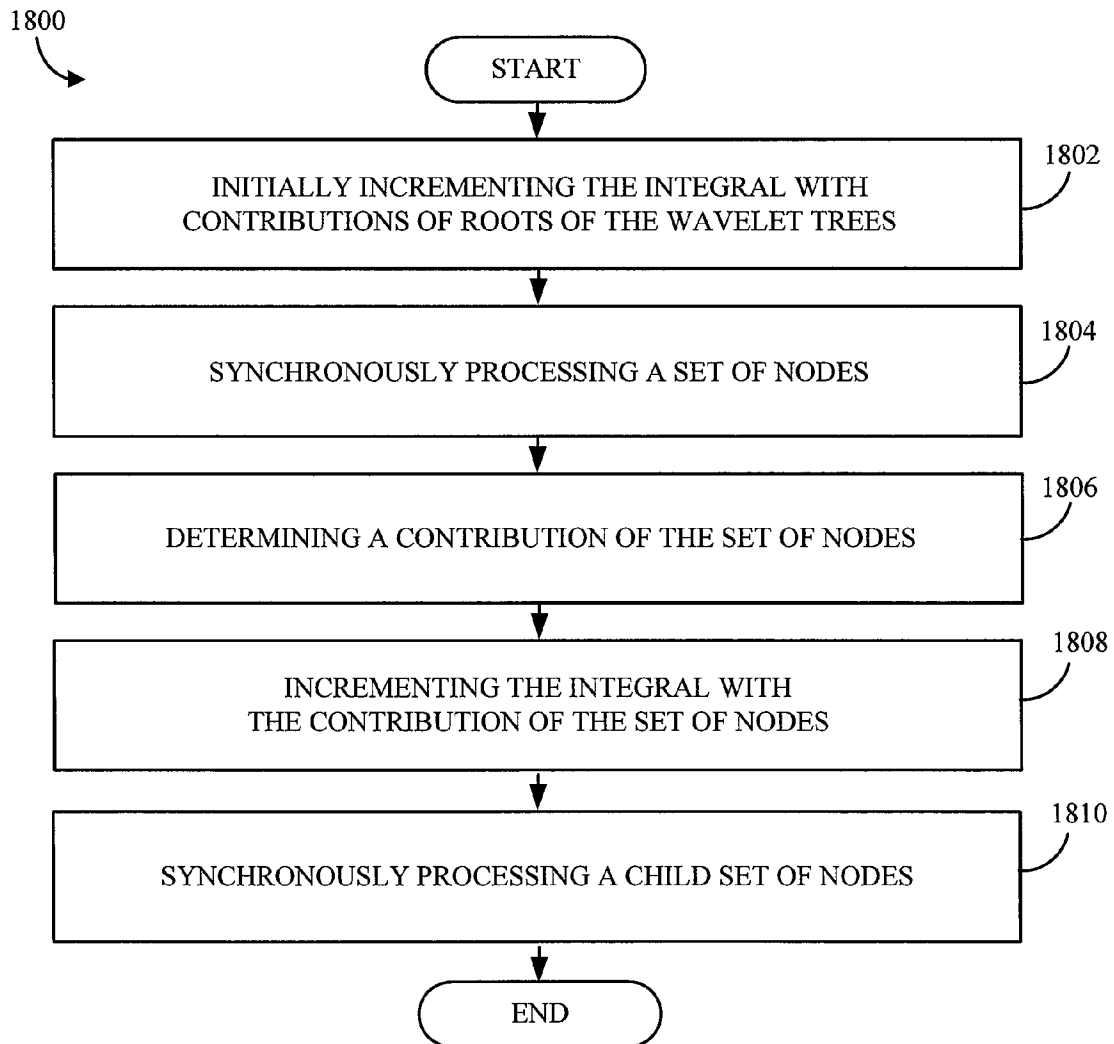 1800
START
INITIALLY INCREMENTING THE INTEGRAL WITH
CONTRIBUTIONS OF ROOTS OF THE WAVELET TREES
1802
SYNCHRONOUSLY PROCESSING A SET OF NODES
1804
DETERMINING A CONTRIBUTION OF THE SET OF NODES
1806
INCREMENTING THE INTEGRAL WITH
THE CONTRIBUTION OF THE SET OF NODES
1808
SYNCHRONOUSLY PROCESSING A CHILD SET OF NODES
1810
END